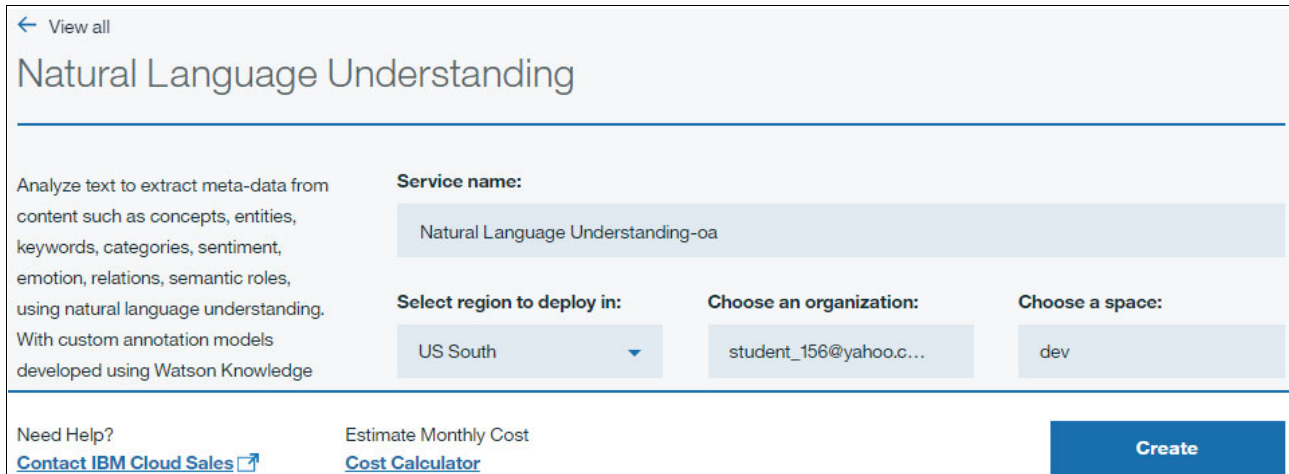 ← View all
Natural Language Understanding
Analyze text to extract meta-data from
content such as concepts, entities,
keywords, categories, sentiment,
emotion, relations, semantic roles,
using natural language understanding.
With custom annotation models
developed using Watson Knowledge
Service name:
Natural Language Understanding-oa
Select region to deploy in:
US South
Choose an organization:
student_156@yahoo.c...
Choose a space:
dev
Need Help?
Contact IBM Cloud Sales
Estimate Monthly Cost
Cost Calculator
Create